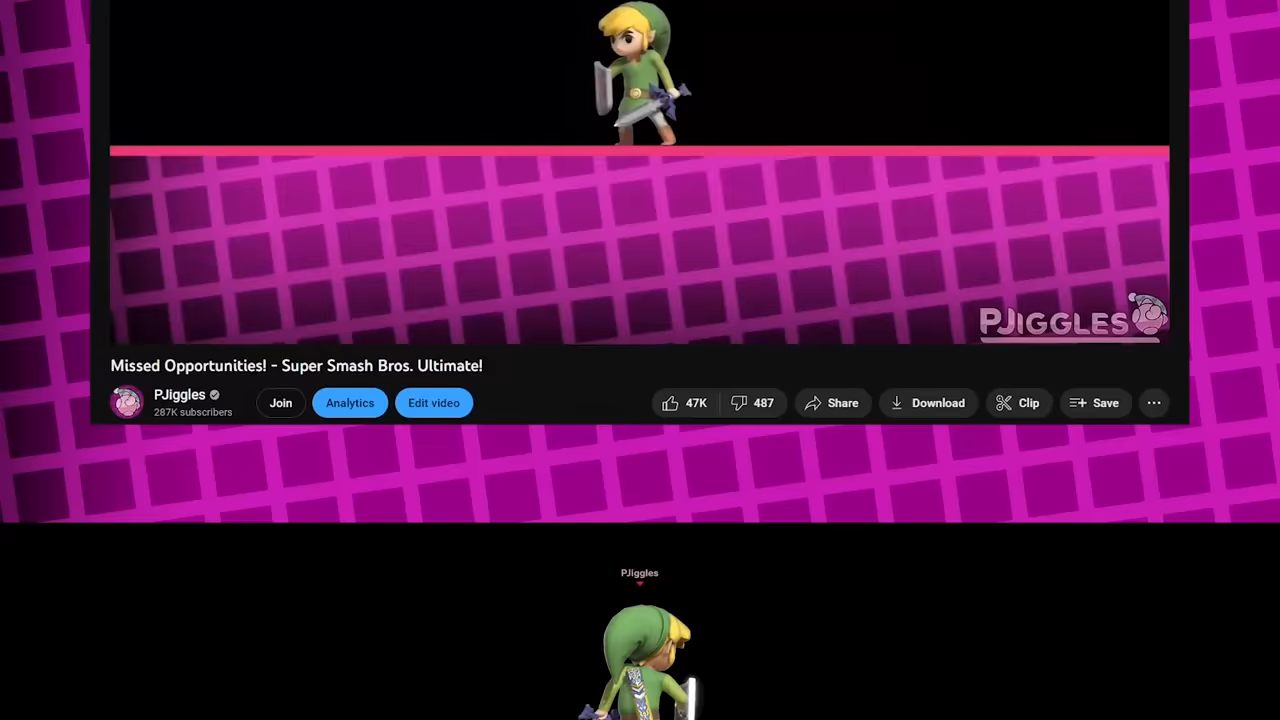 PJIGGLES
Missed Opportunities! - Super Smash Bros. Ultimate!
PJiggles
287K subscribers
Join
Analytics
Edit video
47K
487
Share
Download
Clip
Save
PJiggles